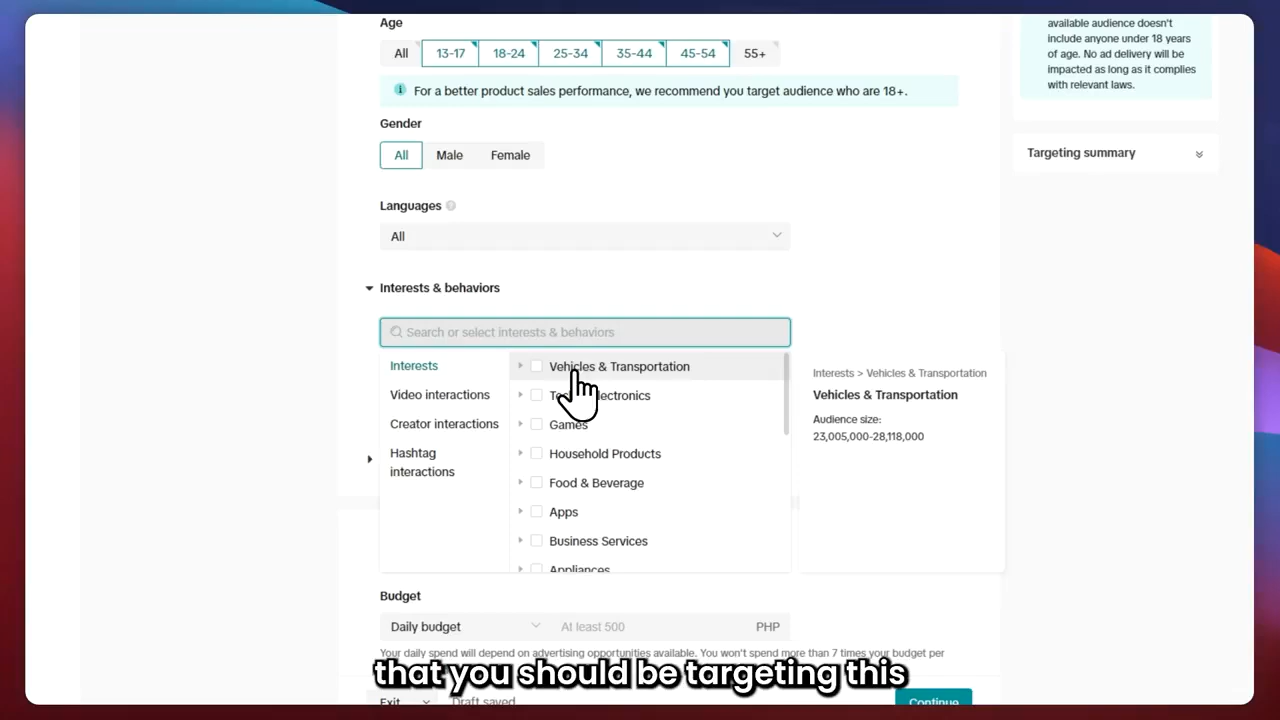 Age
All
13-17
18-24
25-34
35-44
45-54
55+
For a better product sales performance, we recommend you target audience who are 18+.
Gender
All
Male
Female
Languages
All
Interests & behaviors
Search or select interests & behaviors
Interests
Video interactions
Creator interactions
Hashtag
interactions
Vehicles & Transportation
Games
Household Products
Food & Beverage
Apps
Business Services
Appliances
Interests > Vehicles & Transportation
Vehicles & Transportation
Audience size:
23,005,000-28,118,000
Budget
Daily budget
At least 500
PHP
Your daily spend will depend on advertising opportunities available. You won't spend more than 7 times your budget per
that you should be targeting this
Exit
Draft saved
Continue
available audience doesn't
include anyone under 18 years
of age. No ad delivery will be
impacted as long as it complies
with relevant laws.
Targeting summary